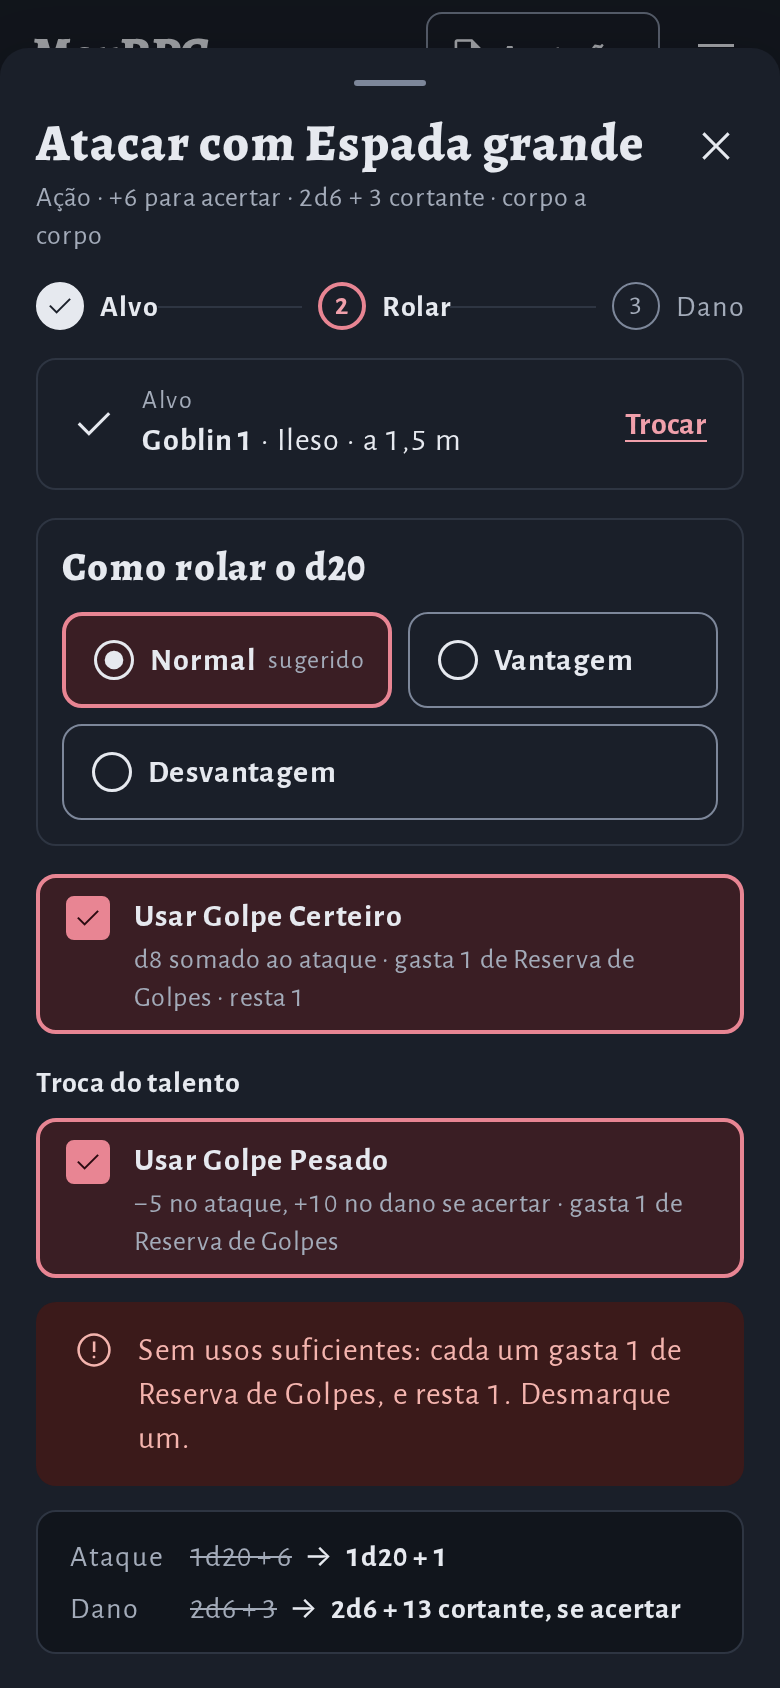 Atacar com Espada grande
Ação · +6 para acertar · 2d6 + 3 cortante · corpo a
corpo
Alvo
2 Rolar
3 Dano
Alvo
Goblin 1 · Ileso · a 1,5 m
Trocar
Como rolar o d20
Normal sugerido
Vantagem
Desvantagem
Usar Golpe Certeiro
d8 somado ao ataque · gasta 1 de Reserva de
Golpes · resta 1
Troca do talento
Usar Golpe Pesado
−5 no ataque, +10 no dano se acertar · gasta 1 de
Reserva de Golpes
Sem usos suficientes: cada um gasta 1 de
Reserva de Golpes, e resta 1. Desmarque
um.
Ataque 1d20 + 6 → 1d20 + 1
Dano 2d6 + 3 → 2d6 + 13 cortante, se acertar